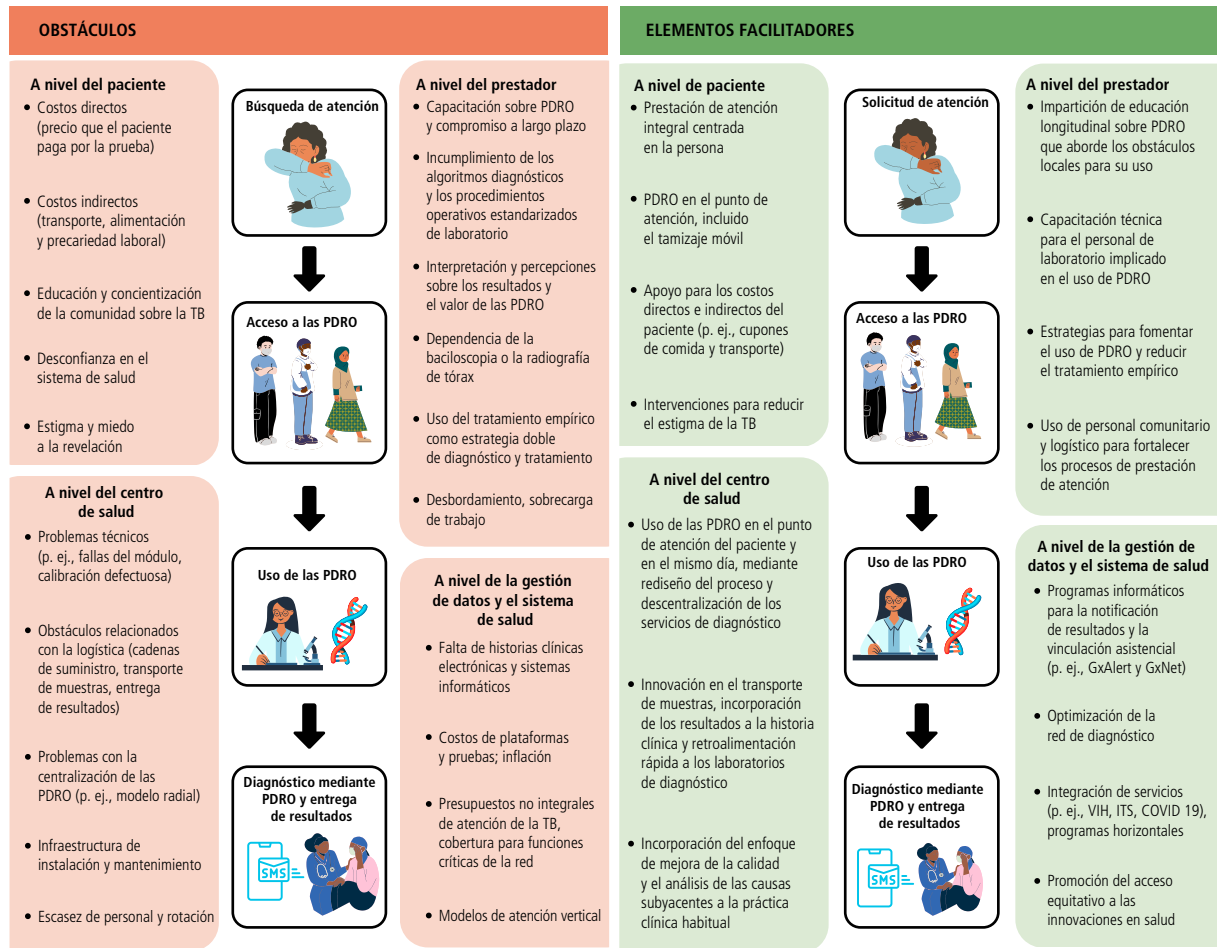 OBSTÁCULOS
A nivel del paciente
• Costos directos
(precio que el paciente
paga por la prueba)
• Costos indirectos
(transporte, alimentación
y precariedad laboral)
• Educación y concientización
de la comunidad sobre la TB
• Desconfianza en el
sistema de salud
• Estigma y miedo
a la revelación
A nivel del centro
de salud
• Problemas técnicos
(p. ej., fallas del módulo,
calibración defectuosa)
• Obstáculos relacionados
con la logística (cadenas
de suministro, transporte
de muestras, entrega
de resultados)
• Problemas con la
centralización de las
PDRO (p. ej., modelo radial)
• Infraestructura de
instalación y mantenimiento
• Escasez de personal y rotación
Búsqueda de atención
Acceso a las PDRO
Uso de las PDRO
Diagnóstico mediante
PDRO y entrega
de resultados
SMS
A nivel del prestador
• Capacitación sobre PDRO
y compromiso a largo plazo
• Incumplimiento de los
algoritmos diagnósticos
y los procedimientos
operativos estandarizados
de laboratorio
• Interpretación y percepciones
sobre los resultados y
el valor de las PDRO
• Dependencia de la
baciloscopia o la radiografía
de tórax
• Uso del tratamiento empírico
como estrategia doble
de diagnóstico y tratamiento
• Desbordamiento, sobrecarga
de trabajo
A nivel de la gestión
de datos y el sistema
de salud
• Falta de historias clínicas
electrónicas y sistemas
informáticos
• Costos de plataformas
y pruebas; inflación
• Presupuestos no integrales
de atención de la TB,
cobertura para funciones
críticas de la red
• Modelos de atención vertical
ELEMENTOS FACILITADORES
A nivel de paciente
• Prestación de atención
integral centrada
en la persona
• PDRO en el punto de
atención, incluido
el tamizaje móvil
• Apoyo para los costos
directos e indirectos del
paciente (p. ej., cupones
de comida y transporte)
• Intervenciones para reducir
el estigma de la TB
A nivel del centro
de salud
• Uso de las PDRO en el punto
de atención del paciente y
en el mismo día, mediante
rediseño del proceso y
descentralización de los
servicios de diagnóstico
• Innovación en el transporte
de muestras, incorporación
de los resultados a la historia
clínica y retroalimentación
rápida a los laboratorios
de diagnóstico
• Incorporación del enfoque
de mejora de la calidad
y el análisis de las causas
subyacentes a la práctica
clínica habitual
Solicitud de atención
Acceso a las PDRO
Uso de las PDRO
Diagnóstico mediante
PDRO y entrega
de resultados
SMS
A nivel del prestador
• Impartición de educación
longitudinal sobre PDRO
que aborde los obstáculos
locales para su uso
• Capacitación técnica
para el personal de
laboratorio implicado
en el uso de PDRO
• Estrategias para fomentar
el uso de PDRO y reducir
el tratamiento empírico
• Uso de personal comunitario
y logístico para fortalecer
los procesos de prestación
de atención
A nivel de la gestión de
datos y el sistema de salud
• Programas informáticos
para la notificación
de resultados y la
vinculación asistencial
(p. ej., GxAlert y GxNet)
• Optimización de la
red de diagnóstico
• Integración de servicios
(p. ej., VIH, ITS, COVID 19),
programas horizontales
• Promoción del acceso
equitativo a las
innovaciones en salud